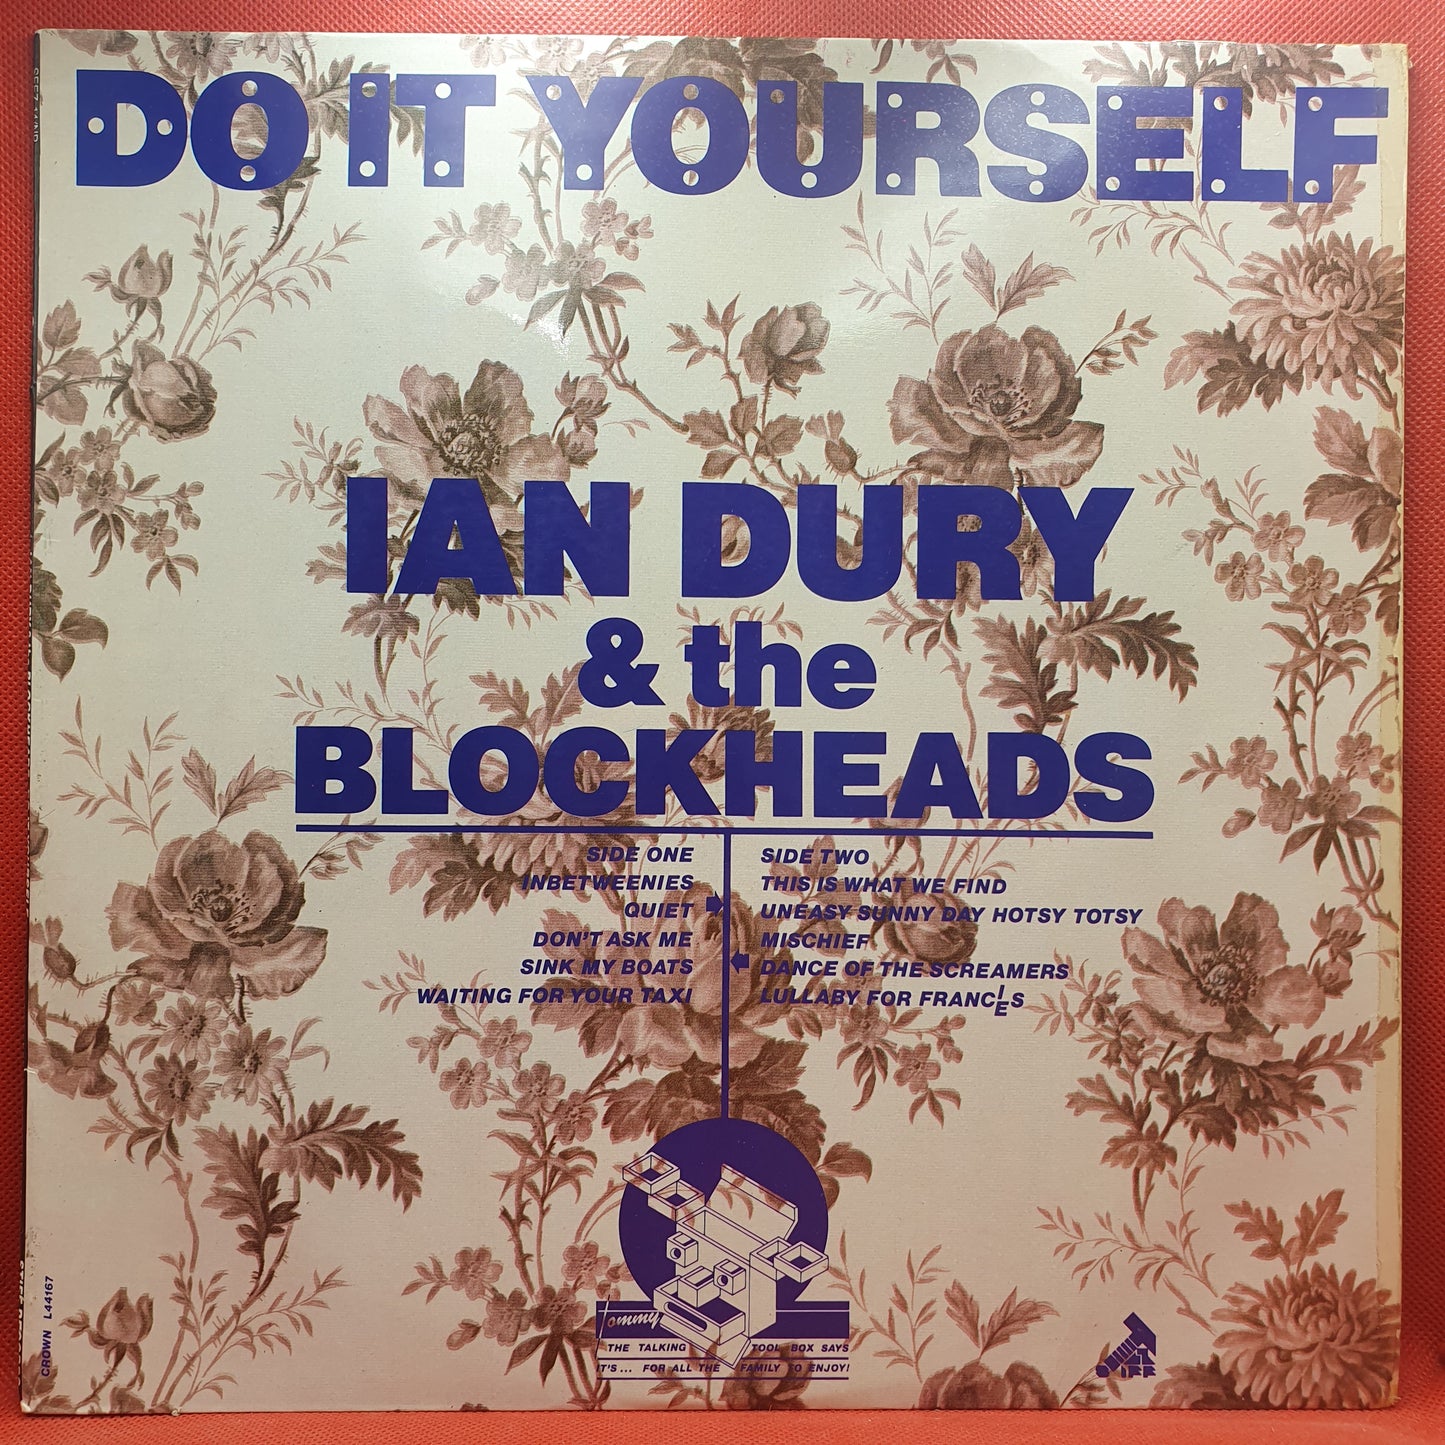 DO IT YOURSELF
IAN DURY
& the
BLOCKHEADS
SIDE ONE
INBETWEENIES
QUIET
DON'T ASK ME
SINK MY BOATS
WAITING FOR YOUR TAXI
SIDE TWO
THIS IS WHAT WE FIND
UNEASY SUNNY DAY HOTSY TOTSY
MISCHIEF
DANCE OF THE SCREAMERS
LULLABY FOR FRANCIES
Tommy
THE TALKING TOOL BOX SAYS
IT'S... FOR ALL THE FAMILY TO ENJOY!
CROWN L44167